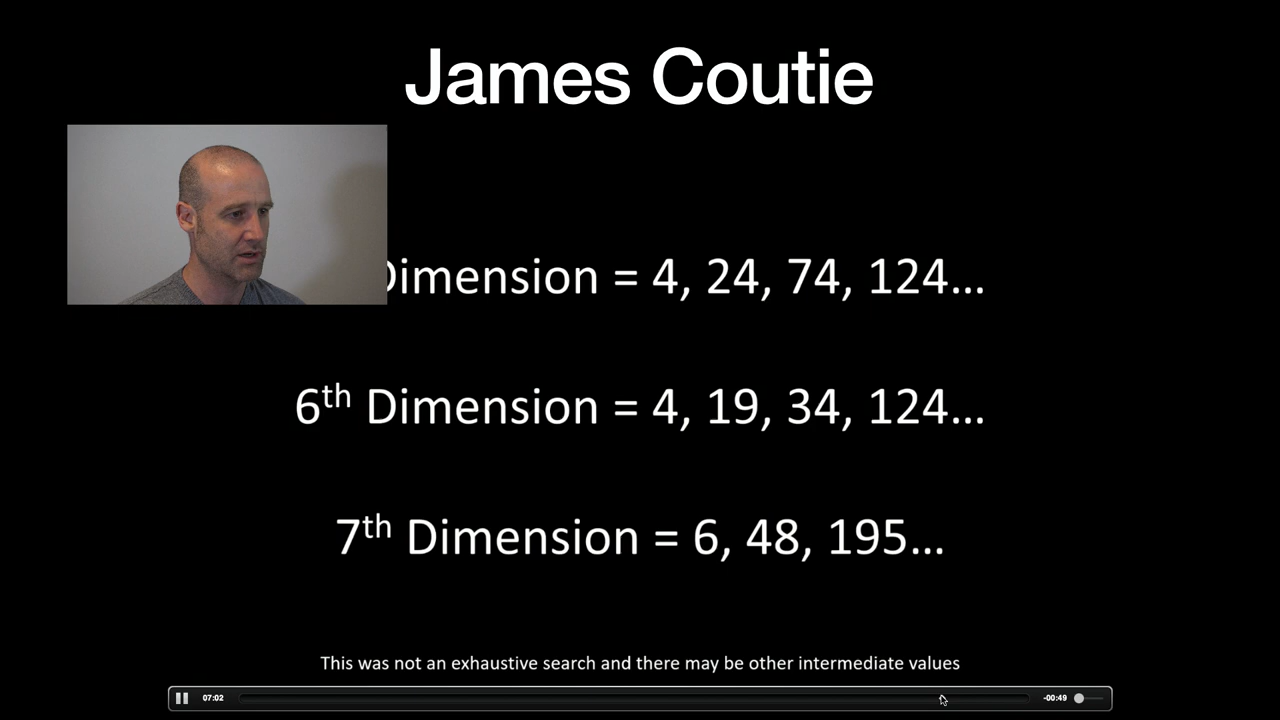 James Coutie
Dimension = 4, 24, 74, 124...
6th Dimension = 4, 19, 34, 124...
7th Dimension = 6, 48, 195...
This was not an exhaustive search and there may be other intermediate values
07:02 -00:49